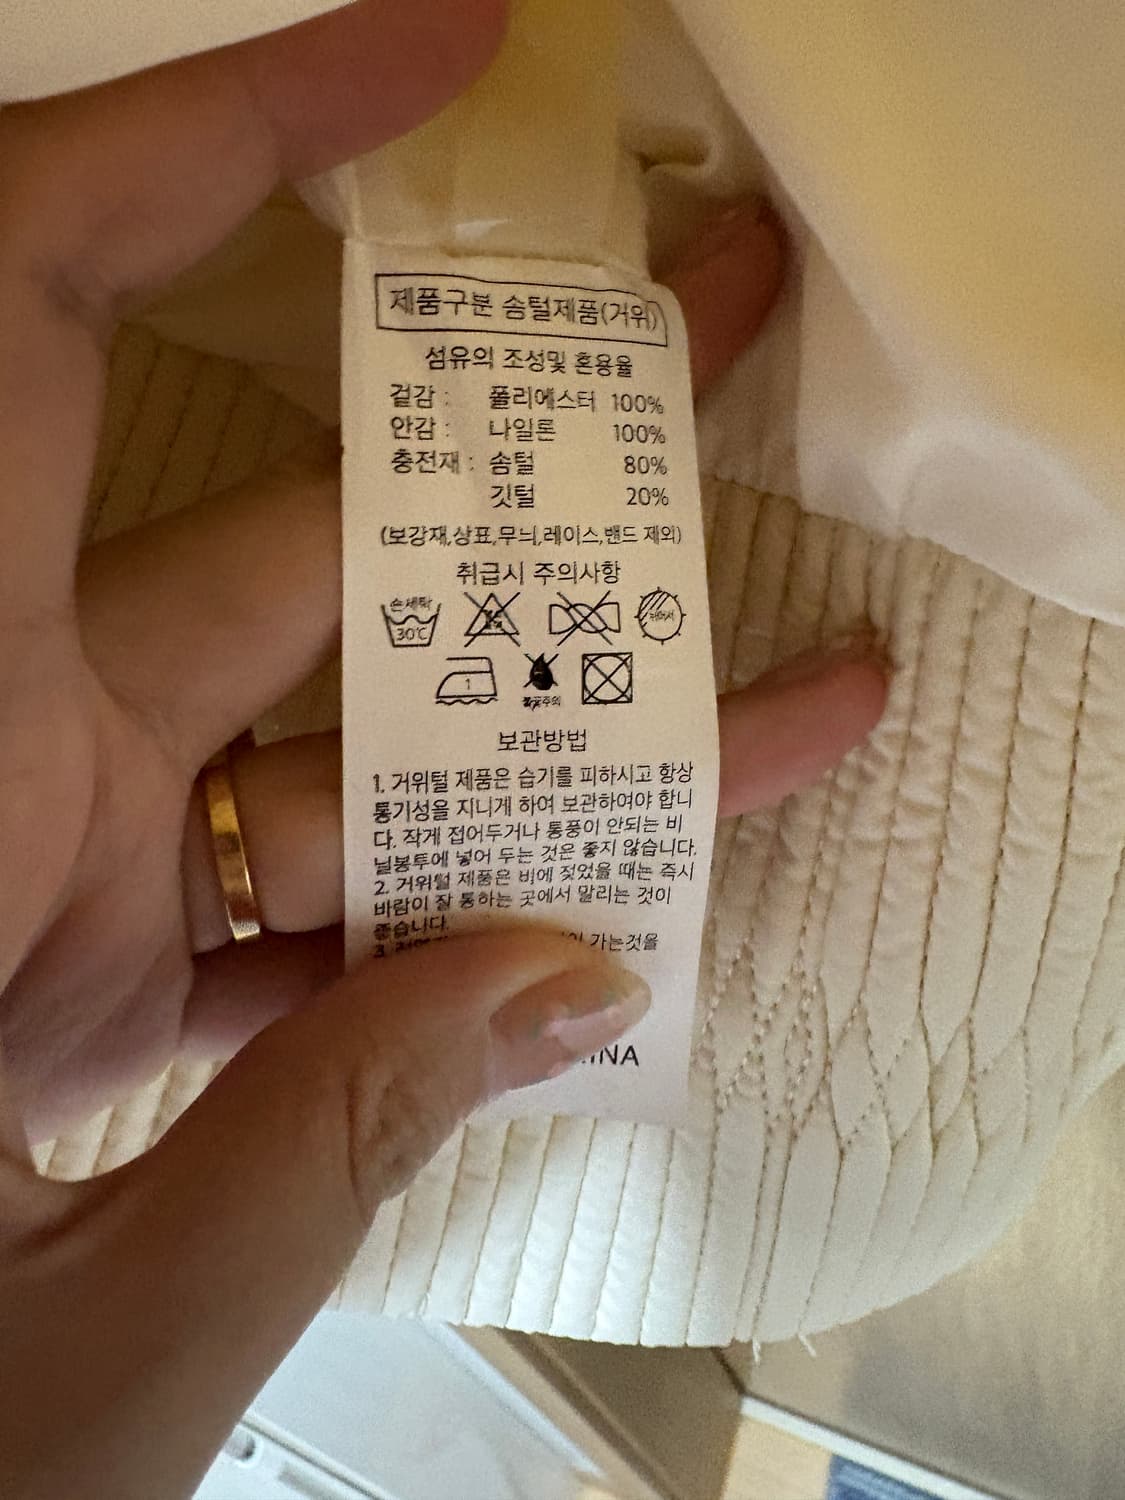 제품구분 솜털제품(거위)
섬유의 조성및 혼용율
겉감 : 폴리에스터 100%
안감 : 나일론 100%
충전재 : 솜털 80%
깃털 20%
(보강재,상표,무늬,레이스,밴드 제외)
취급시 주의사항
손세탁
30℃
1
보관방법
1. 거위털 제품은 습기를 피하시고 항상
통기성을 지니게 하여 보관하여야 합니
다. 작게 접어두거나 통풍이 안되는 비
닐봉투에 넣어 두는 것은 좋지 않습니다.
2. 거위털 제품은 비에 젖었을 때는 즉시
바람이 잘 통하는 곳에서 말리는 것이
좋습니다.
3. 가는것을